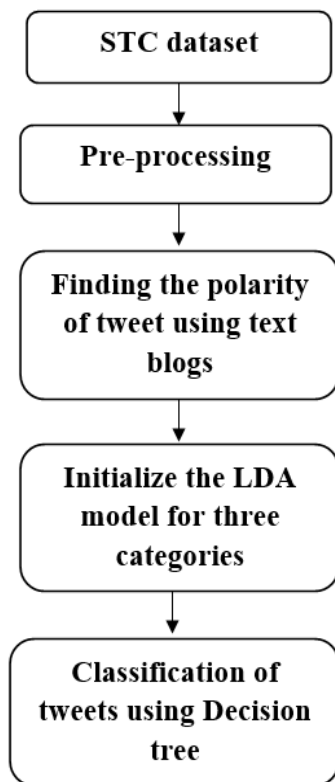 STC dataset
Pre-processing
Finding the polarity
of tweet using text
blogs
Initialize the LDA
model for three
categories
Classification of
tweets using Decision
tree